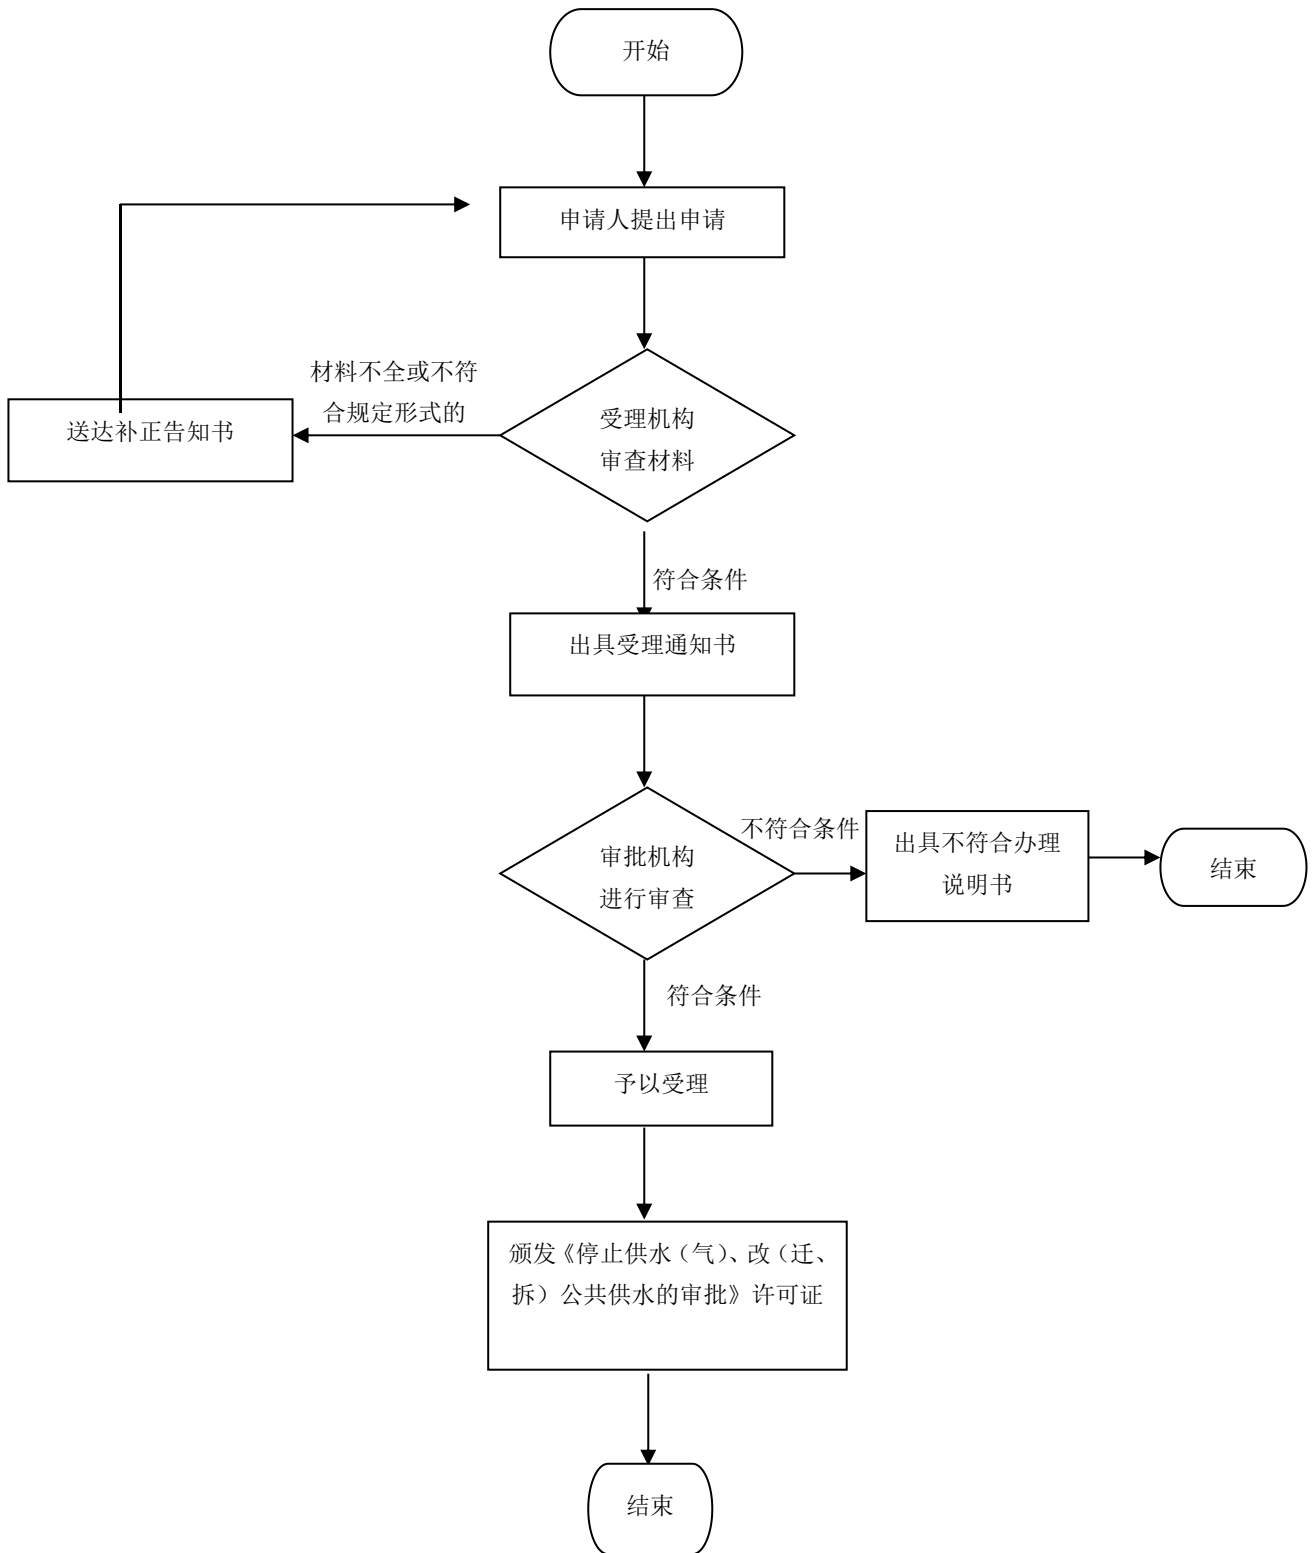 开始
申请人提出申请
材料不全或不符
合规定形式的
送达补正告知书
受理机构
审查材料
符合条件
出具受理通知书
审批机构
进行审查
不符合条件
出具不符合办理
说明书
结束
符合条件
予以受理
颁发《停止供水（气）、改（迁、
拆）公共供水的审批》许可证
结束